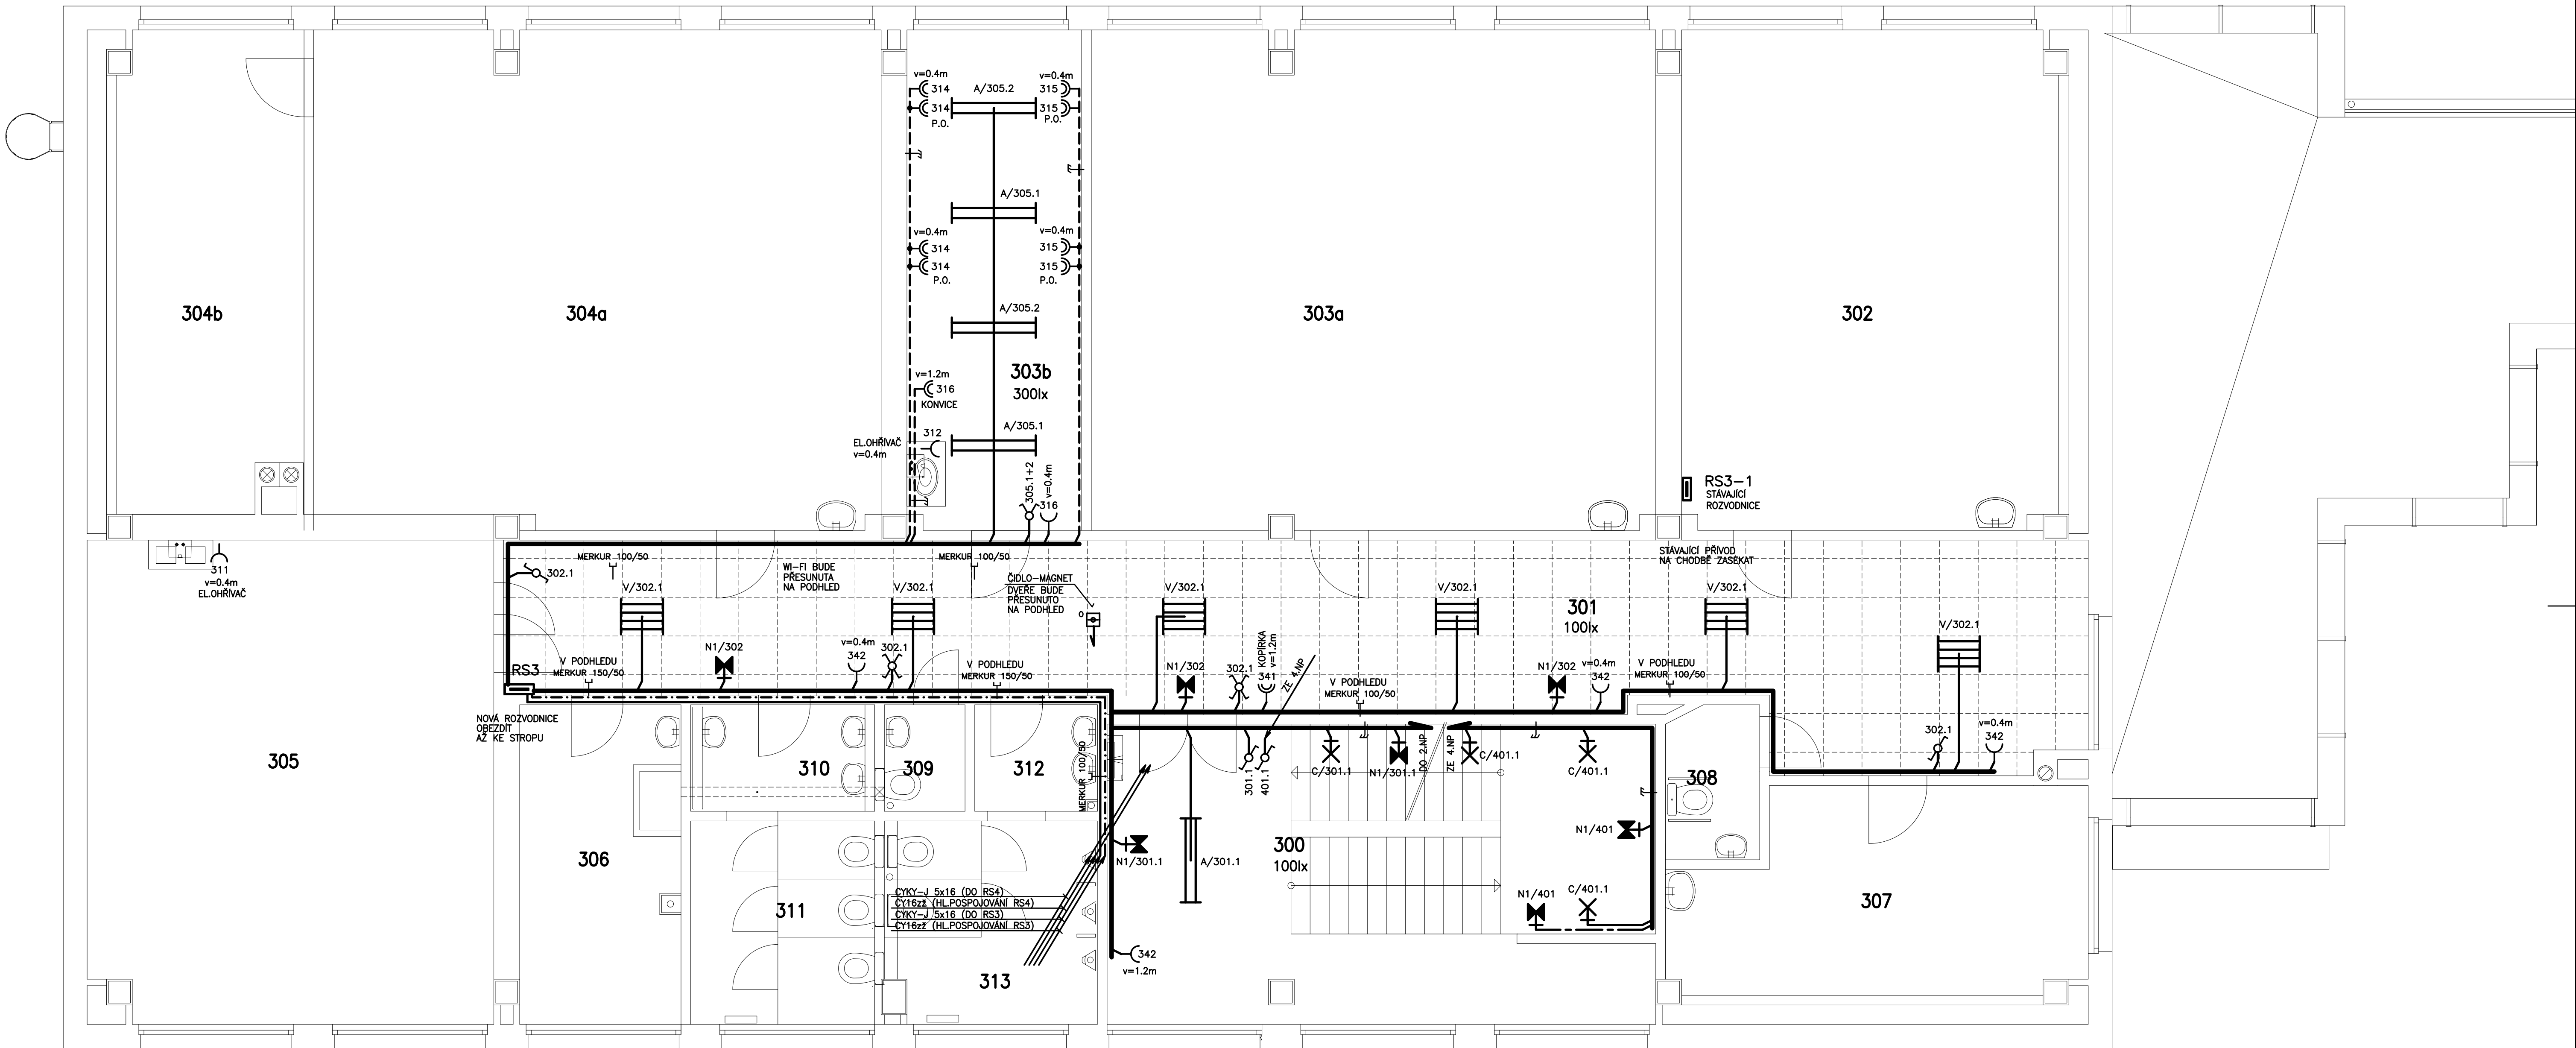 v=0.4m
314
314
P.O.
A/305.2
v=0.4m
315
315
P.O.
A/305.1
v=0.4m
314
314
P.O.
v=0.4m
315
315
P.O.
A/305.2
304b
304a
303b
300lx
303a
302
v=1.2m
316
KONVICE
A/305.1
EL.OHŘÍVAČ
v=0.4m
312
305.1+2
v=0.4m
316
RS3-1
STÁVAJÍCÍ
ROZVODNICE
311
v=0.4m
EL.OHŘÍVAČ
302.1
MERKUR 100/50
WI-FI BUDE
PŘESUNUTA
NA PODHLED
MERKUR 100/50
ČIDLO-MAGNET
DVEŘE BUDE
PŘESUNUTO
NA PODHLED
STÁVAJÍCÍ PŘÍVOD
NA CHODBĚ ZASEKAT
V/302.1
V/302.1
V/302.1
V/302.1
V/302.1
V/302.1
301
100lx
RS3
V PODHLEDU
MERKUR 150/50
N1/302
v=0.4m
342
302.1
V PODHLEDU
MERKUR 150/50
N1/302
302.1
KOPÍRKA
v=1.2m
341
ZE 4.NP
V PODHLEDU
MERKUR 100/50
N1/302
v=0.4m
342
V PODHLEDU
MERKUR 100/50
302.1
v=0.4m
342
NOVÁ ROZVODNICE
OBEZDÍT
AŽ KE STROPU
305
310
309
312
MERKUR 100/50
301.1
401.1
C/301.1
N1/301.1
DO 2.NP
ZE 4.NP
C/401.1
C/401.1
308
306
N1/301.1
A/301.1
300
100lx
N1/401
N1/401
C/401.1
307
311
CYKY-J 5x16 (DO RS4)
CY16zž (HL.POSPOJOVÁNÍ RS4)
CYKY-J 5x16 (DO RS3)
CY16zž (HL.POSPOJOVÁNÍ RS3)
313
342
v=1.2m